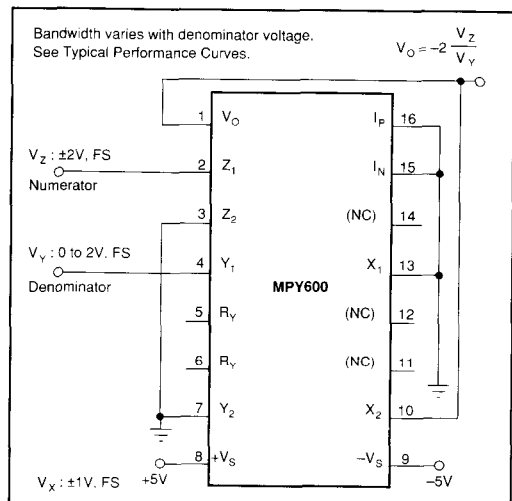 Bandwidth varies with denominator voltage.
See Typical Performance Curves.
V_O = −2 V_Z / V_Y
1 V_O
I_P 16
V_Z : ±2V, FS
Numerator
2 Z_1
I_N 15
3 Z_2
(NC) 14
V_Y : 0 to 2V, FS
Denominator
4 Y_1
X_1 13
MPY600
5 R_Y
(NC) 12
6 R_Y
(NC) 11
7 Y_2
X_2 10
8 +V_S
−V_S 9
V_X : ±1V, FS
+5V
−5V